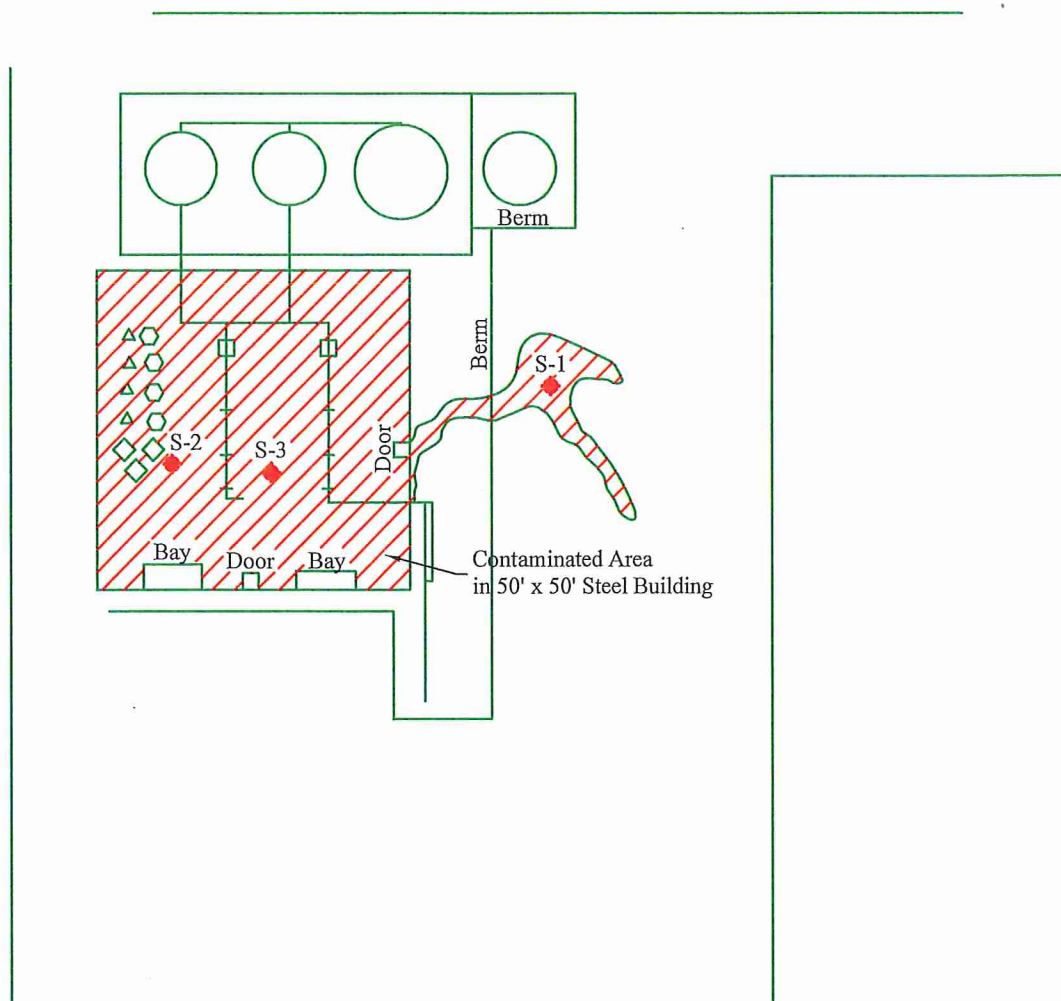 Berm
Berm
S-1
S-2
S-3
Door
Bay
Door
Bay
Contaminated Area
in 50' x 50' Steel Building